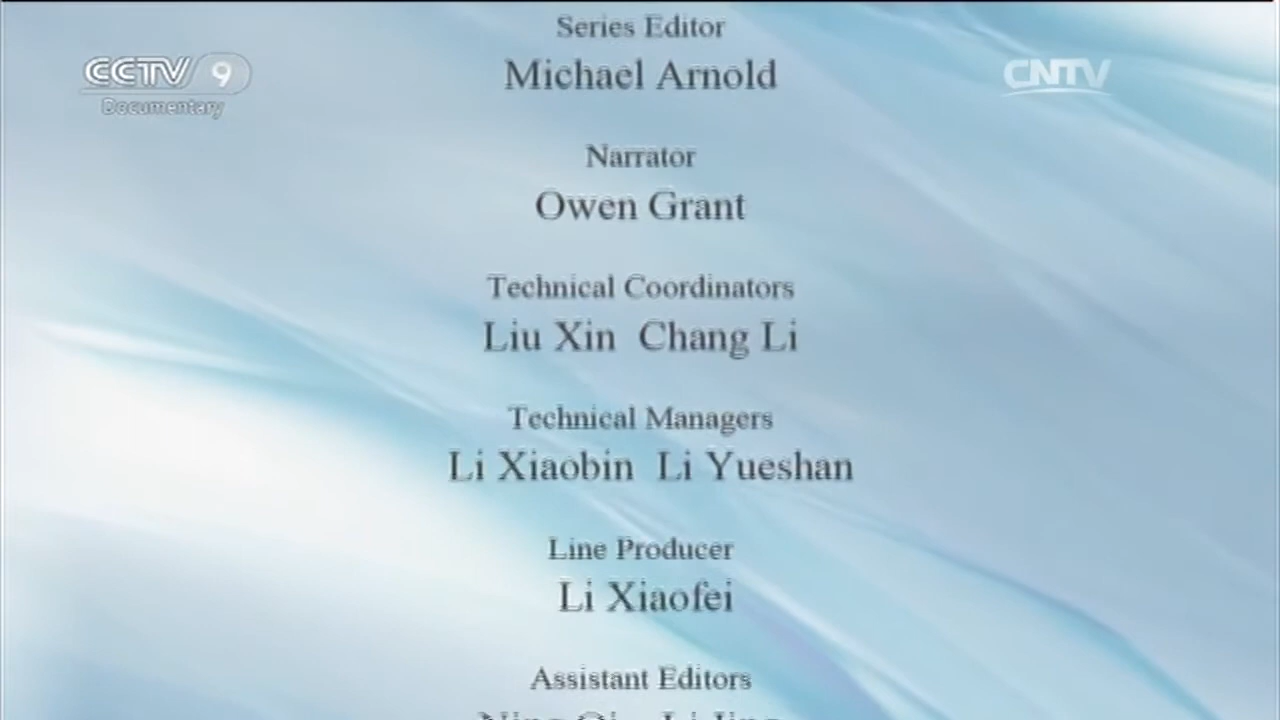 Series Editor
CCTV 9
Documentary
CNTV
Michael Arnold
Narrator
Owen Grant
Technical Coordinators
Liu Xin Chang Li
Technical Managers
Li Xiaobin Li Yueshan
Line Producer
Li Xiaofei
Assistant Editors